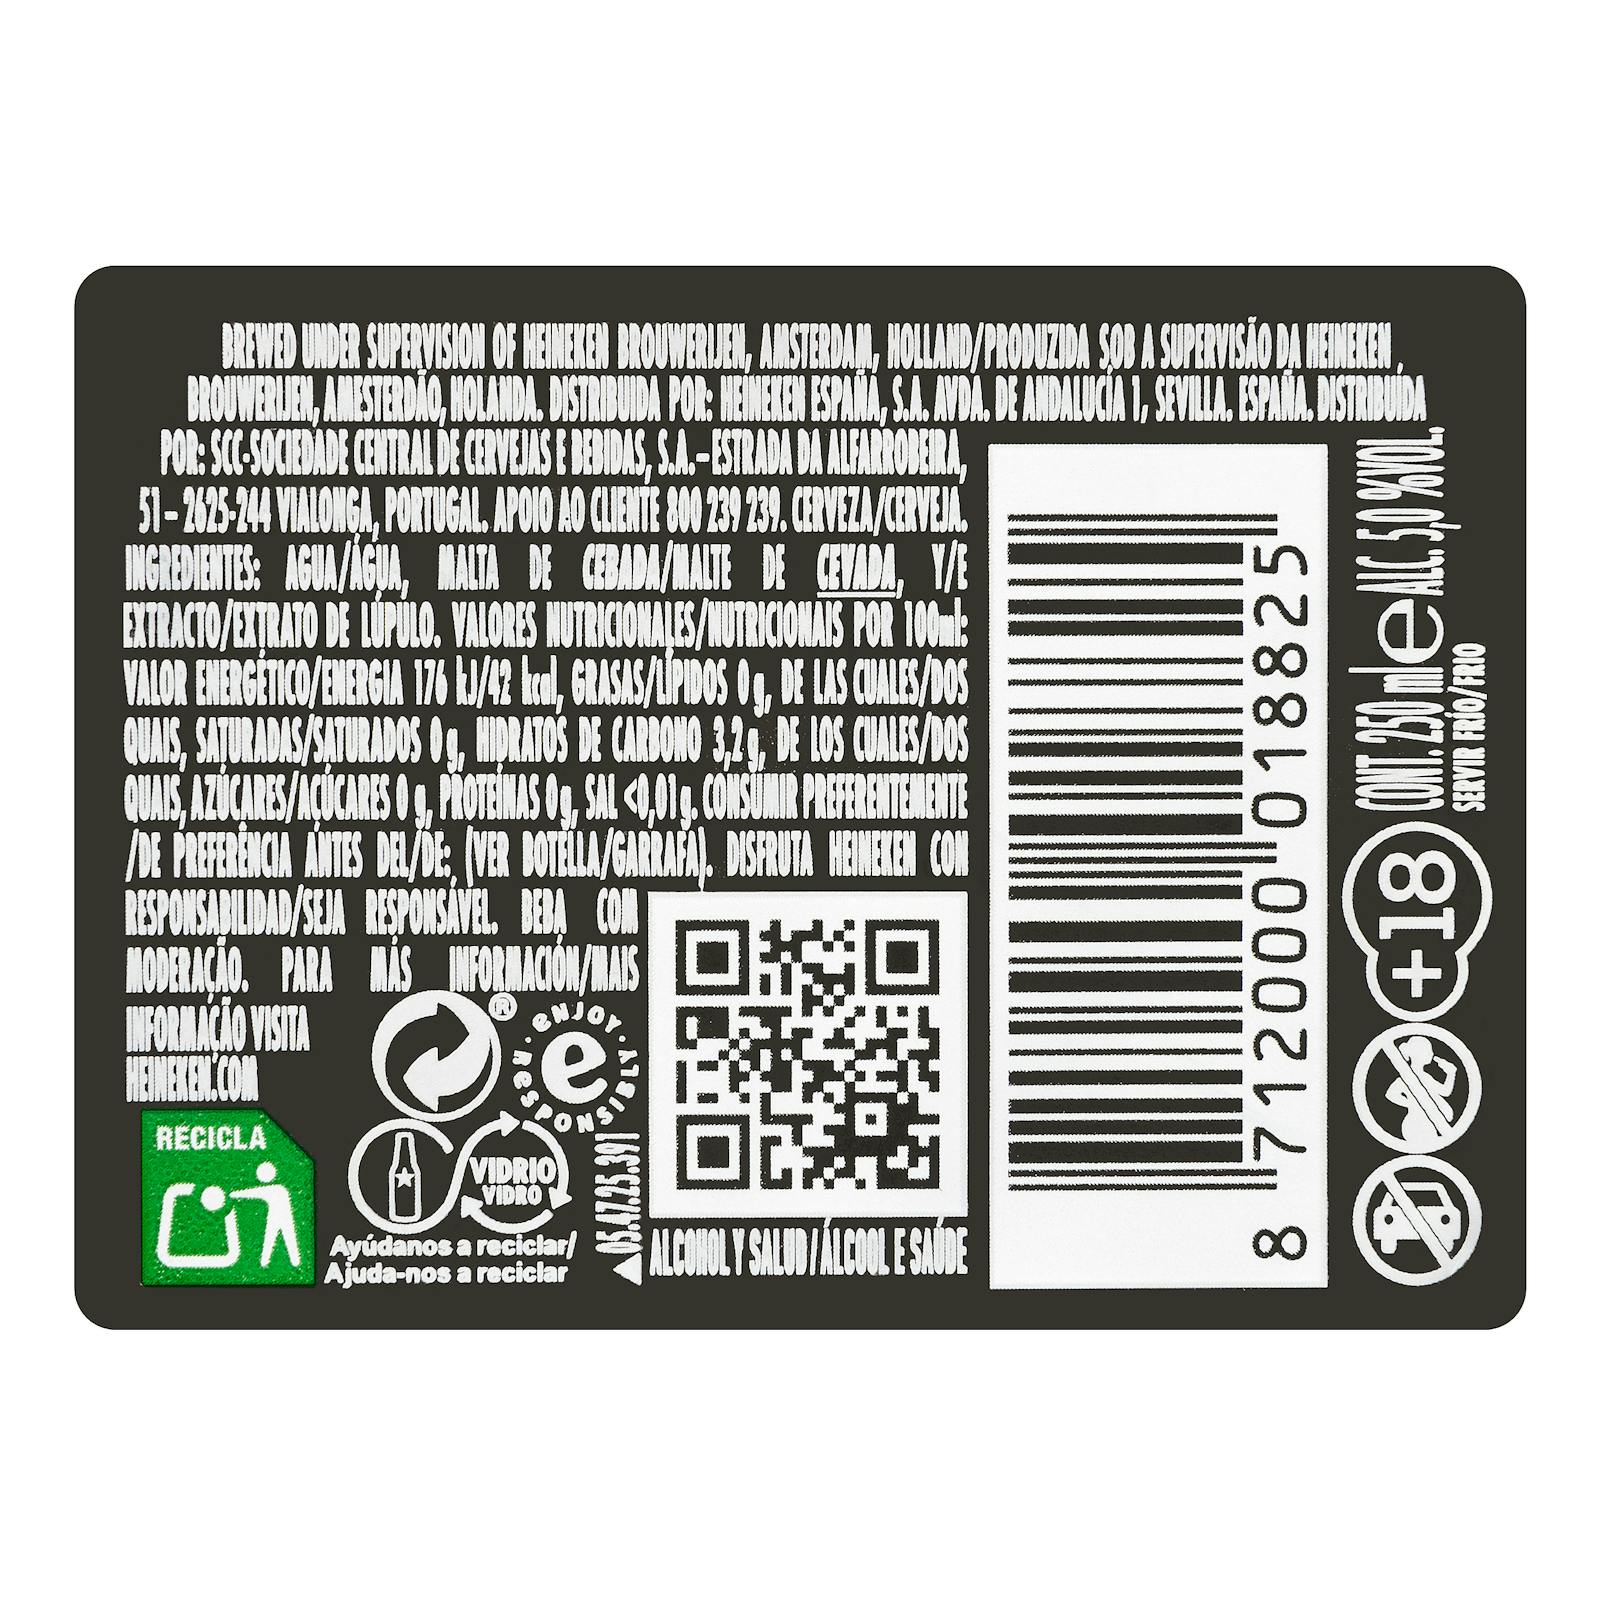 BREWED UNDER SUPERVISION OF HEINEKEN BROUWERIJEN, AMSTERDAM, HOLLAND/PRODUZIDA SOB A SUPERVISÃO DA HEINEKEN,
BROUWERIJEN, AMESTERDÃO, HOLANDA. DISTRIBUIDA POR: HEINEKEN ESPAÑA, S.A. AVDA. DE ANDALUCÍA 1, SEVILLA. ESPAÑA. DISTRIBUÍDA
POR: SCC-SOCIEDADE CENTRAL DE CERVEJAS E BEBIDAS, S.A.-ESTRADA DA ALFARROBEIRA,
51 - 2625-244 VIALONGA, PORTUGAL. APOIO AO CLIENTE 800 239 239. CERVEZA/CERVEJA.
INGREDIENTES: AGUA/ÁGUA, MALTA DE CEBADA/MALTE DE CEVADA, Y/E
EXTRACTO/EXTRATO DE LÚPULO. VALORES NUTRICIONALES/NUTRICIONAIS POR 100ml:
VALOR ENERGÉTICO/ENERGIA 176 kJ/42 kcal, GRASAS/LÍPIDOS 0g, DE LAS CUALES/DOS
QUAIS, SATURADAS/SATURADOS 0g, HIDRATOS DE CARBONO 3,2g, DE LOS CUALES/DOS
QUAIS, AZÚCARES/AÇÚCARES 0 g, PROTEÍNAS 0g, SAL <0,01g. CONSUMIR PREFERENTEMENTE
/DE PREFERÊNCIA ANTES DEL/DE: (VER BOTELLA/GARRAFA). DISFRUTA HEINEKEN CON
RESPONSABILIDAD/SEJA RESPONSÁVEL. BEBA COM
MODERAÇÃO. PARA MÁS INFORMACIÓN/MAIS
INFORMAÇÃO VISITA
HEINEKEN.COM
RECICLA
®
ENJOY · RESPONSIBLY ·
e
VIDRIO
VIDRO
Ayúdanos a reciclar/
Ajuda-nos a reciclar
05.47.25.391
ALCOHOL Y SALUD/ÁLCOOL E SAÚDE
8 712000 018825
CONT. 250 ml e ALC. 5,0 %VOL.
SERVIR FRÍO/FRIO
+18